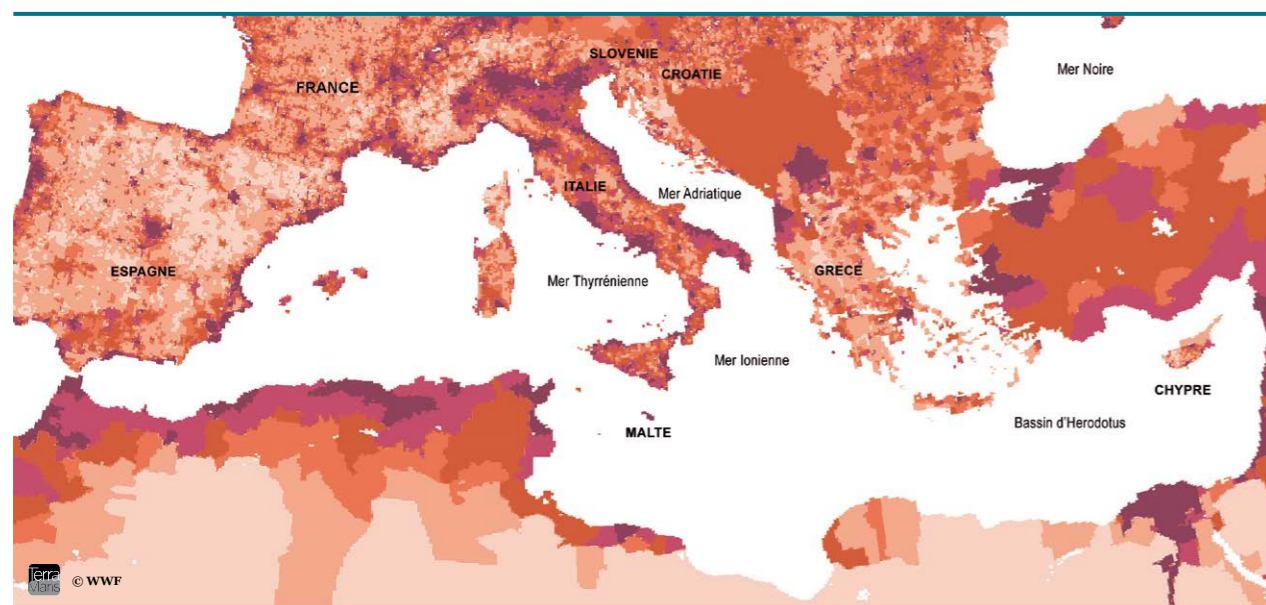 SLOVENIE
Mer Noire
CROATIE
FRANCE
ITALIE
Mer Adriatique
ESPAGNE
GRECE
Mer Thyrrénienne
Mer Ionienne
CHYPRE
Bassin d'Herodotus
MALTE
Terra
Maris
© WWF